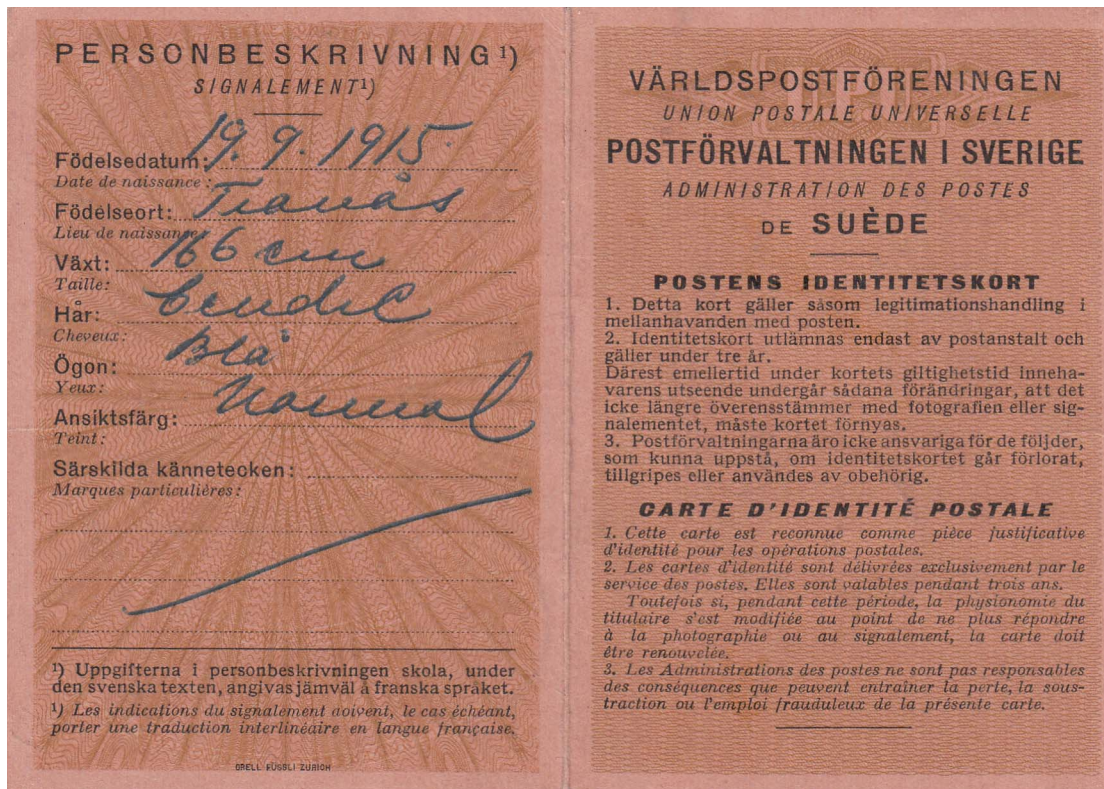 PERSONBESKRIVNING ¹)
SIGNALEMENT¹)
Födelsedatum: 19. 9. 1915.
Date de naissance:
Födelseort: Tranås
Lieu de naissance:
Växt: 166 cm
Taille:
Hår: Cendré
Cheveux:
Ögon: Blå
Yeux:
Ansiktsfärg: Normal
Teint:
Särskilda kännetecken:
Marques particuliéres:
¹) Uppgifterna i personbeskrivningen skola, under
den svenska texten, angivas jämväl å franska språket.
¹) Les indications du signalement doivent, le cas échéant,
porter une traduction interlinéaire en langue française.
ORELL FÜSSLI ZÜRICH
VÄRLDSPOSTFÖRENINGEN
UNION POSTALE UNIVERSELLE
POSTFÖRVALTNINGEN I SVERIGE
ADMINISTRATION DES POSTES
DE SUÈDE
POSTENS IDENTITETSKORT
1. Detta kort gäller såsom legitimationshandling i
mellanhavanden med posten.
2. Identitetskort utlämnas endast av postanstalt och
gäller under tre år.
Därest emellertid under kortets giltighetstid inneha-
varens utseende undergår sådana förändringar, att det
icke längre överensstämmer med fotografien eller sig-
nalementet, måste kortet förnyas.
3. Postförvaltningarna äro icke ansvariga för de följder,
som kunna uppstå, om identitetskortet går förlorat,
tillgripes eller användes av obehörig.
CARTE D'IDENTITÉ POSTALE
1. Cette carte est reconnue comme pièce justificative
d'identité pour les opérations postales.
2. Les cartes d'identité sont délivrées exclusivement par le
service des postes. Elles sont valables pendant trois ans.
Toutefois si, pendant cette période, la physionomie du
titulaire s'est modifiée au point de ne plus répondre
à la photographie ou au signalement, la carte doit
être renouvelée.
3. Les Administrations des postes ne sont pas responsables
des conséquences que peuvent entraîner la perte, la sous-
traction ou l'emploi frauduleux de la présente carte.